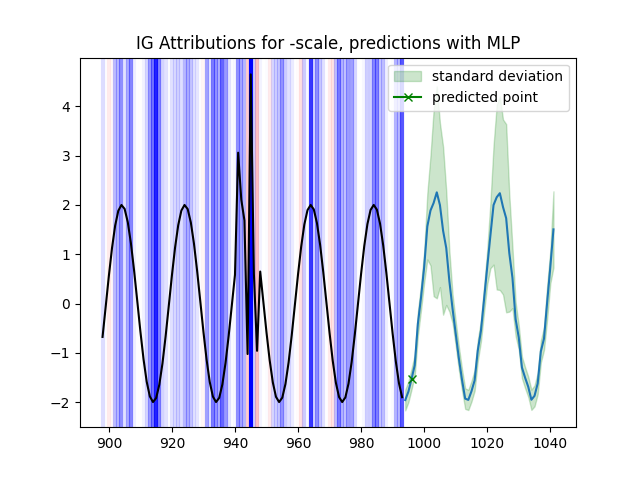 IG Attributions for -scale, predictions with MLP
standard deviation
predicted point
4
3
2
1
0
−1
−2
900 920 940 960 980 1000 1020 1040